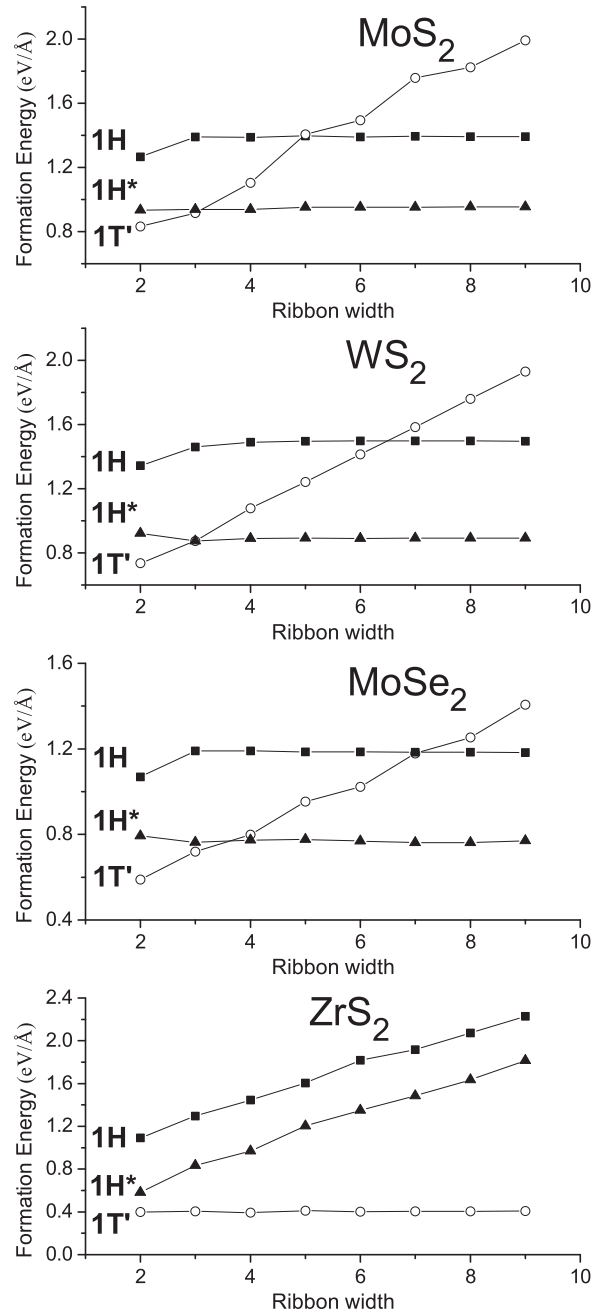 MoS2
Formation Energy (eV/Å)
2.0
1.6
1.2
0.8
1H
1H*
1T'
2 4 6 8 10
Ribbon width
WS2
Formation Energy (eV/Å)
2.0
1.6
1.2
0.8
1H
1H*
1T'
2 4 6 8 10
Ribbon width
MoSe2
Formation Energy (eV/Å)
1.6
1.2
0.8
0.4
1H
1H*
1T'
2 4 6 8 10
Ribbon width
ZrS2
Formation Energy (eV/Å)
2.4
2.0
1.6
1.2
0.8
0.4
0.0
1H
1H*
1T'
2 4 6 8 10
Ribbon width